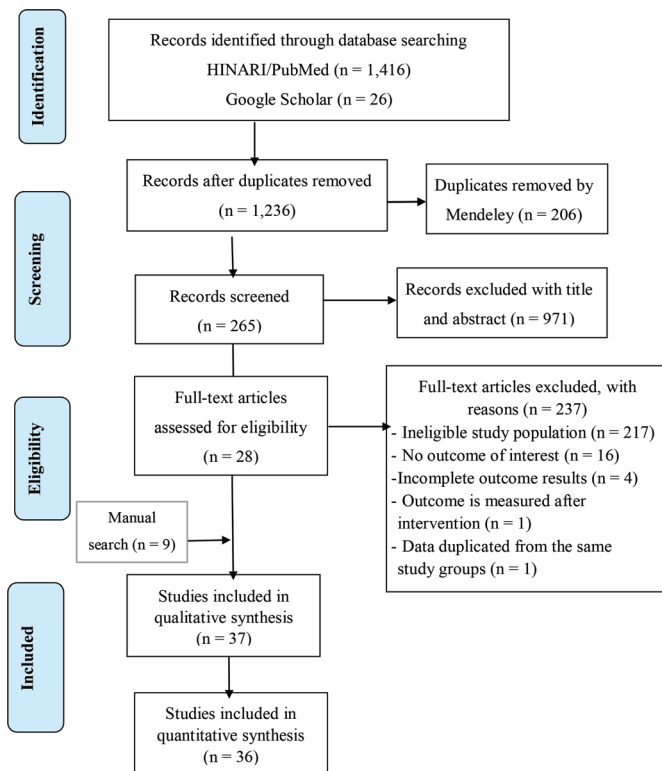 Identification
Records identified through database searching
HINARI/PubMed (n = 1,416)
Google Scholar (n = 26)
Screening
Records after duplicates removed
(n = 1,236)
Duplicates removed by
Mendeley (n = 206)
Records screened
(n = 265)
Records excluded with title
and abstract (n = 971)
Eligibility
Full-text articles
assessed for eligibility
(n = 28)
Full-text articles excluded, with
reasons (n = 237)
- Ineligible study population (n = 217)
- No outcome of interest (n = 16)
-Incomplete outcome results (n = 4)
- Outcome is measured after
intervention (n = 1)
- Data duplicated from the same
study groups (n = 1)
Manual
search (n = 9)
Included
Studies included in
qualitative synthesis
(n = 37)
Studies included in
quantitative synthesis
(n = 36)